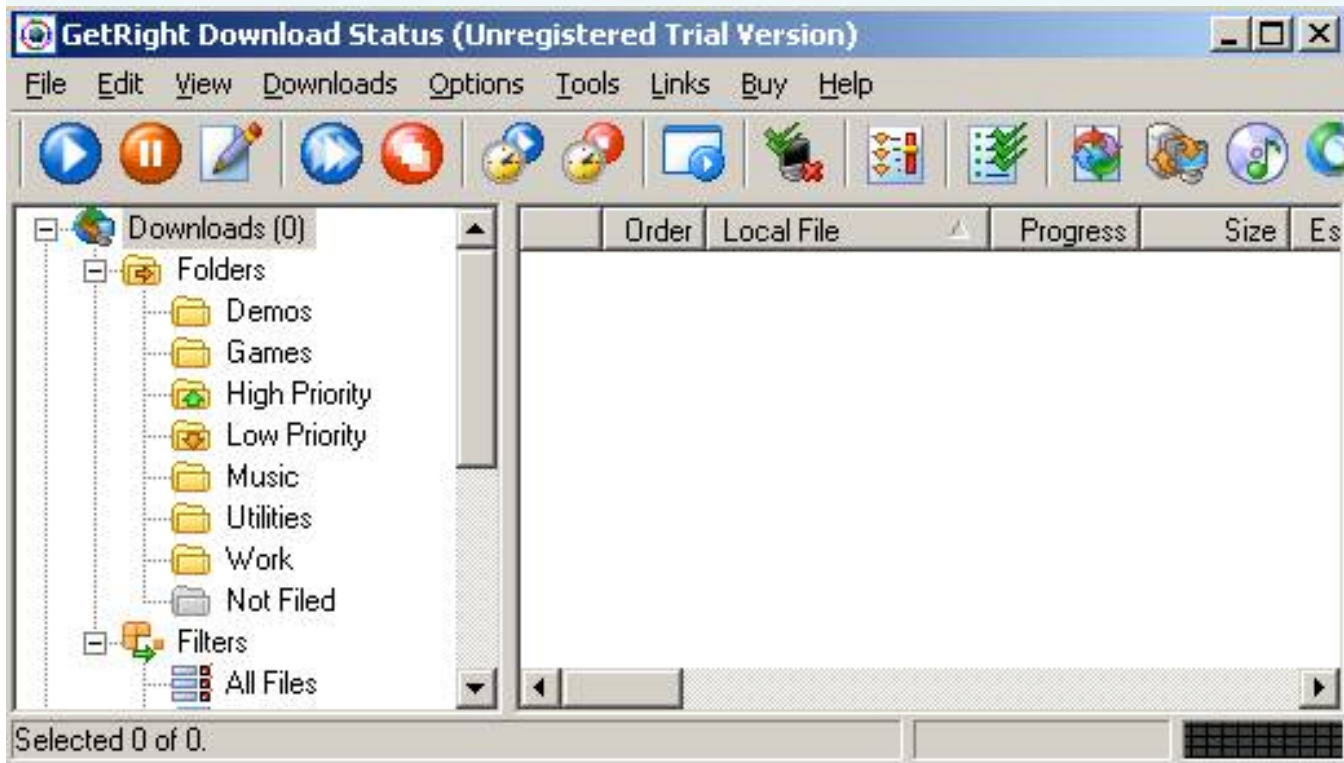 GetRight Download Status (Unregistered Trial Version)
File Edit View Downloads Options Tools Links Buy Help
Downloads (0)
Order Local File Progress Size Es
Folders
Demos
Games
High Priority
Low Priority
Music
Utilities
Work
Not Filed
Filters
All Files
Selected 0 of 0.